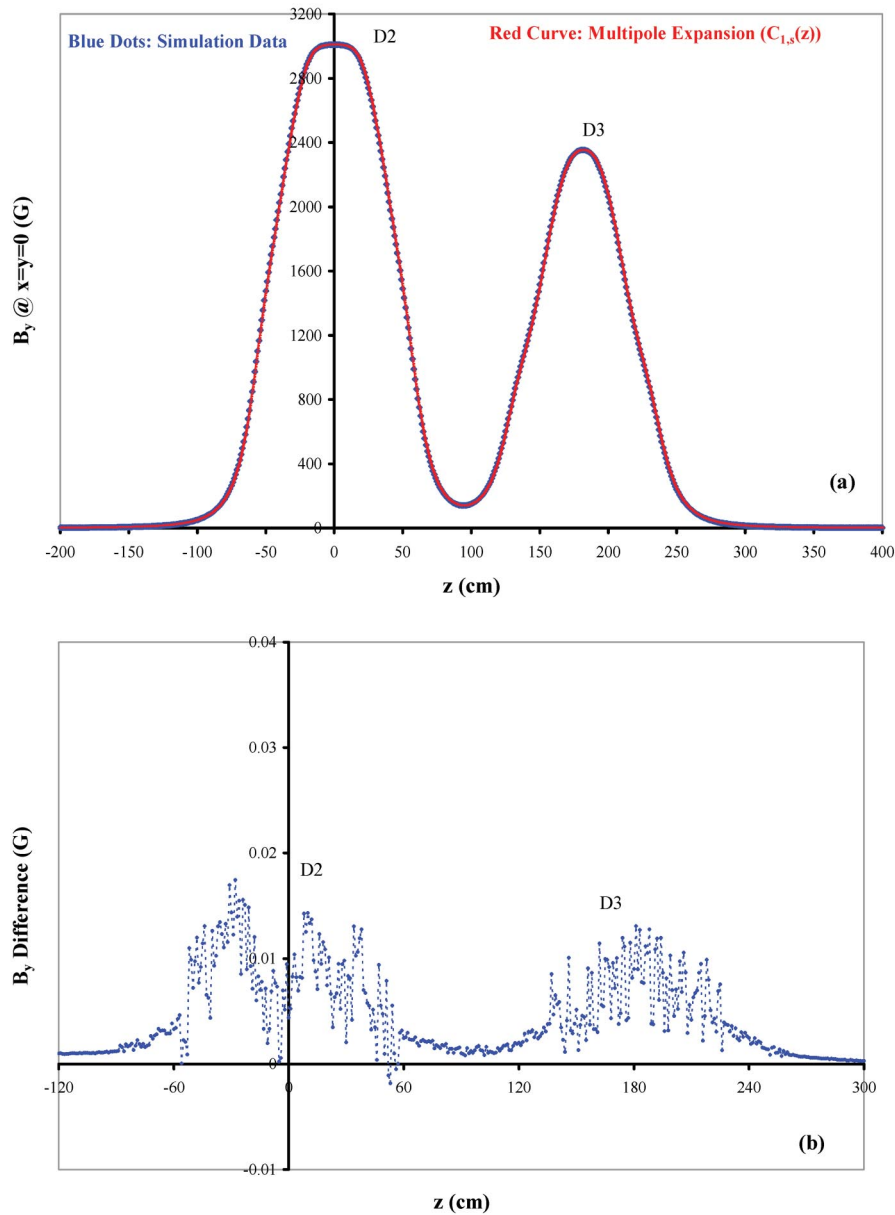 3200
Blue Dots: Simulation Data
D2
Red Curve: Multipole Expansion (C1,s(z))
2800
2400
D3
2000
By @ x=y=0 (G)
1600
1200
800
400
(a)
0
-200 -150 -100 -50 0 50 100 150 200 250 300 350 400
z (cm)
0.04
0.03
By Difference (G)
0.02
D2
D3
0.01
0
-120 -60 0 60 120 180 240 300
(b)
-0.01
z (cm)